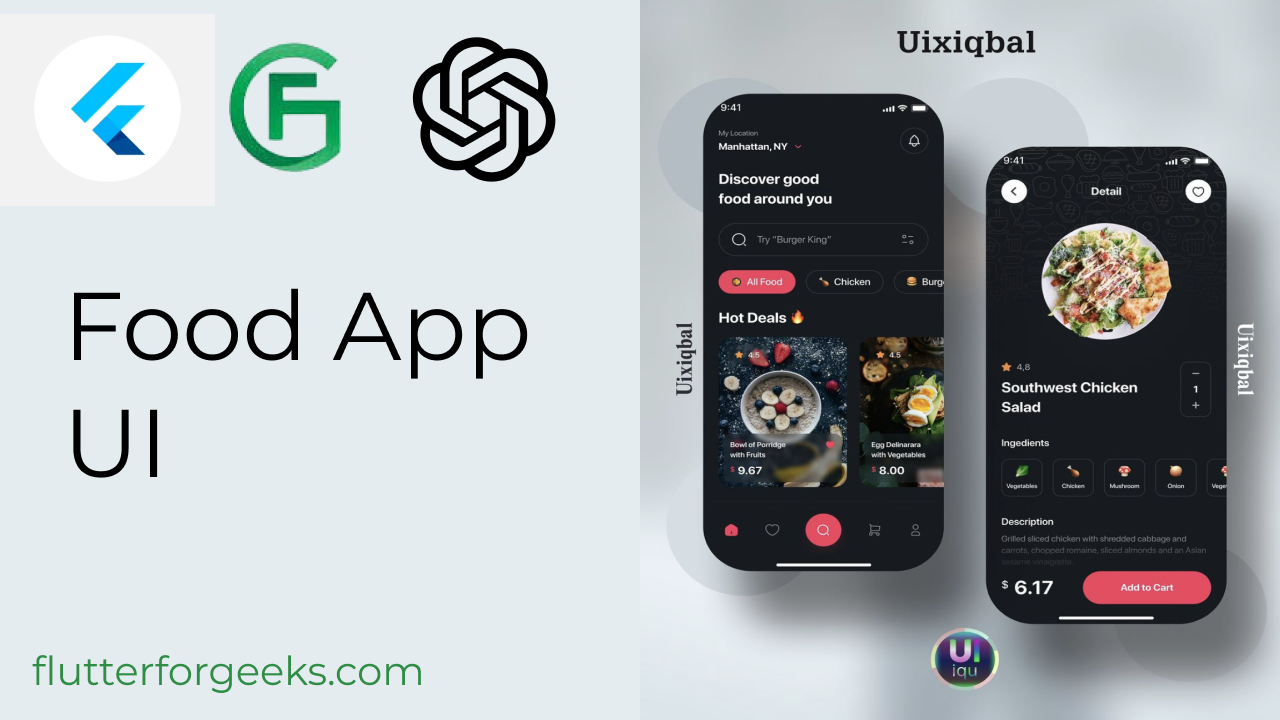 Food App
UI
flutterforgeeks.com
Uixiqbal
Uixiqbal
9:41
My Location
Manhattan, NY
Discover good
food around you
Try "Burger King"
All Food
Chicken
Burg
Hot Deals
4.5
4.5
Bowl of Porridge
with Fruits
$ 9.67
Egg Delinarara
with Vegetables
$ 8.00
9:41
Detail
4,8
Southwest Chicken
Salad
1
Ingedients
Vegetables
Chicken
Mushroom
Onion
Veget
Description
Grilled sliced chicken with shredded cabbage and
carrots, chopped romaine, sliced almonds and an Asian
sesame vinaigrette.
$ 6.17
Add to Cart
Uixiqbal
UI
iqu